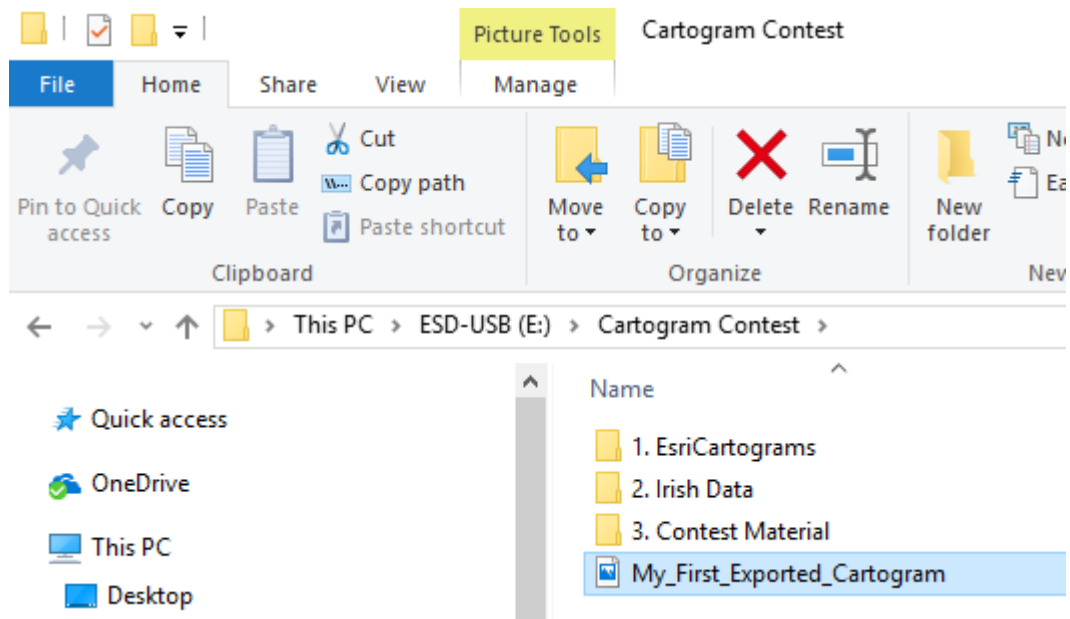 Picture Tools Cartogram Contest
File Home Share View Manage
Pin to Quick access
Copy
Paste
Cut
Copy path
Paste shortcut
Clipboard
Move to
Copy to
Delete
Rename
Organize
New folder
This PC > ESD-USB (E:) > Cartogram Contest >
Quick access
OneDrive
This PC
Desktop
Name
1. EsriCartograms
2. Irish Data
3. Contest Material
My_First_Exported_Cartogram